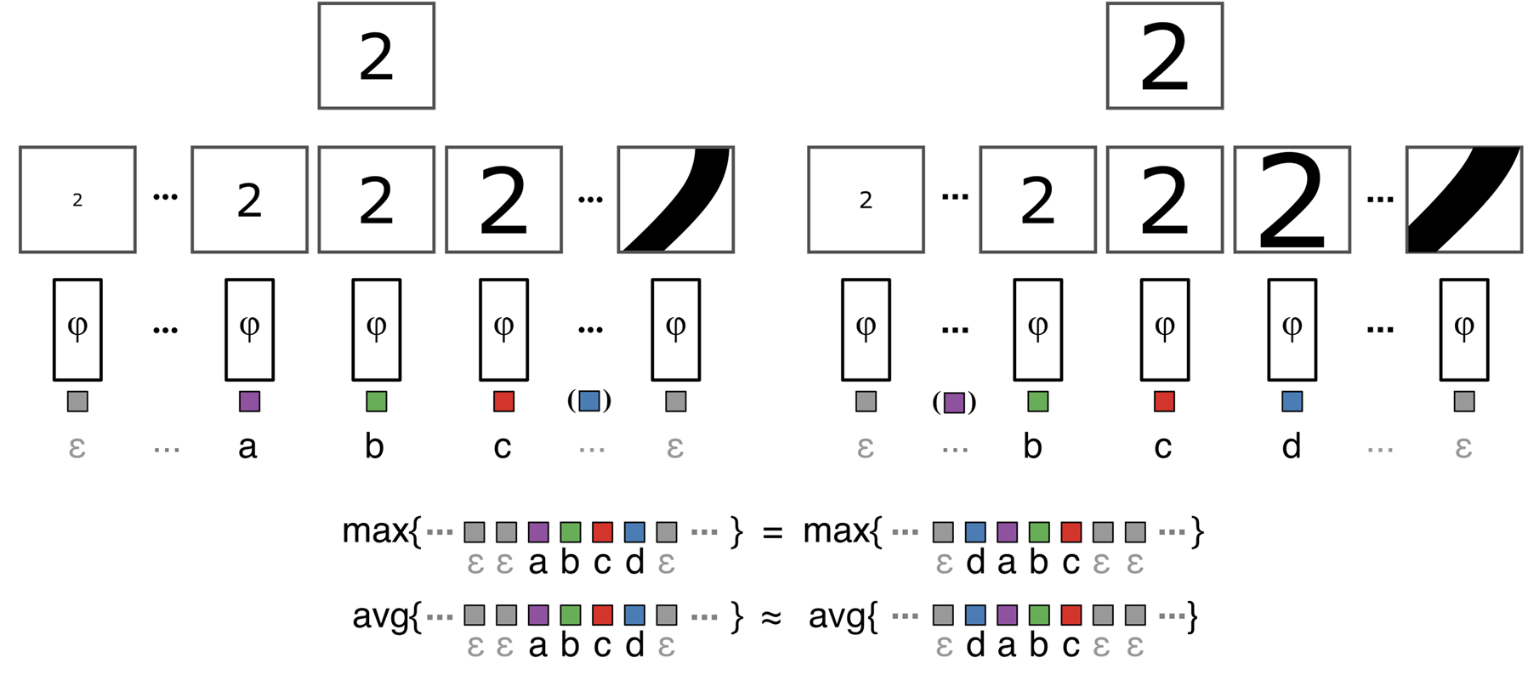 2 2
2 ... 2 2 2 ... 2 ... 2 2 2 ...
φ ... φ φ φ ... φ φ ... φ φ φ ... φ
( ) ( )
ε ... a b c ... ε ε ... b c d ... ε
max{ ... } = max{ ... }
ε ε a b c d ε ε d a b c ε ε
avg{ ... } ≈ avg{ ... }
ε ε a b c d ε ε d a b c ε ε